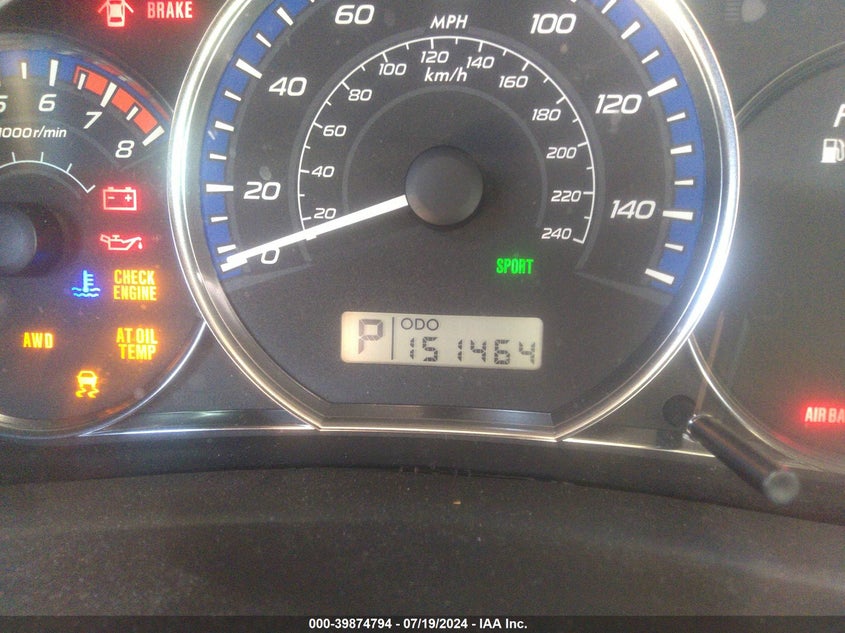 BRAKE
60
MPH
100
40
120
20
140
0
120
100
140
km/h
80
160
60
180
40
200
20
220
240
6
7
8
1000r/min
SPORT
CHECK
ENGINE
AWD
AT OIL
TEMP
P
ODO
151464
AIR BA
000-39874794 - 07/19/2024 - IAA Inc.